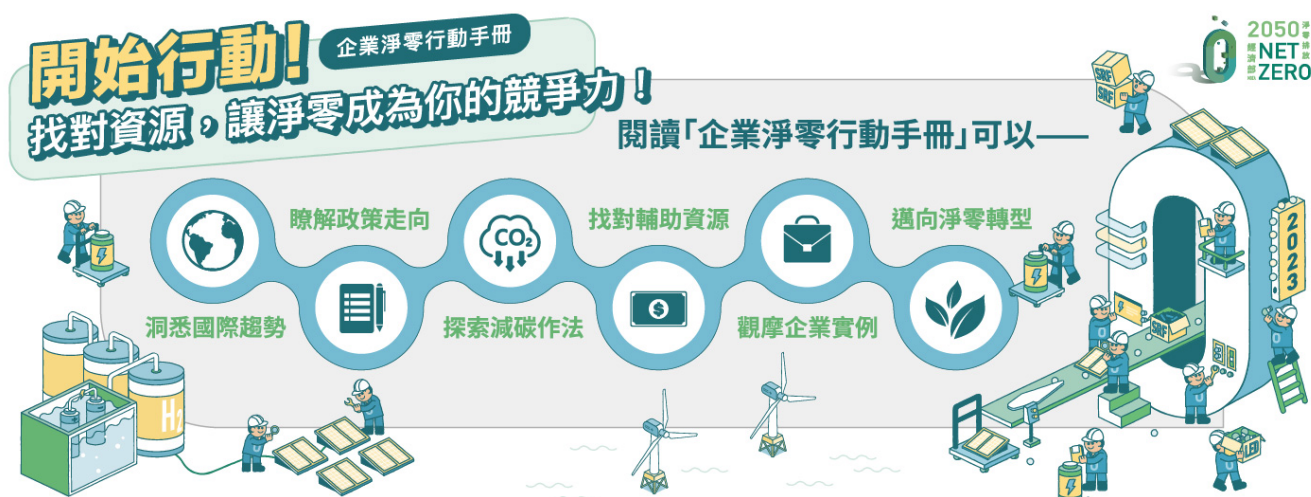 開始行動!
企業淨零行動手冊
找對資源,讓淨零成為你的競爭力!
2050
淨零排放
經濟部
NET
ZERO
閱讀「企業淨零行動手冊」可以——
瞭解政策走向
找對輔助資源
邁向淨零轉型
CO₂
洞悉國際趨勢
探索減碳作法
觀摩企業實例
SRF
SRF
2023
SRF
H₂
LED